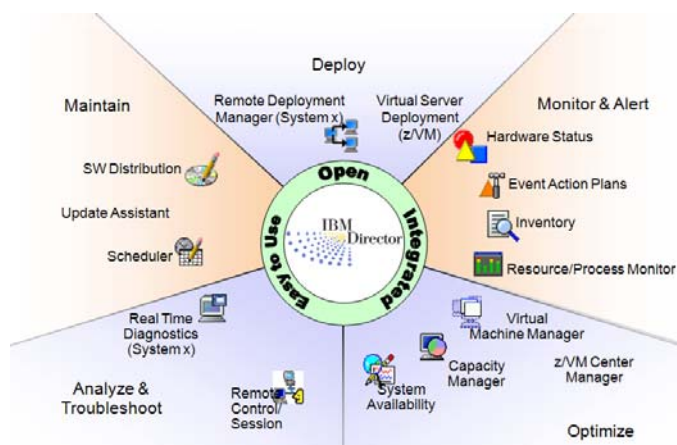 Deploy
Remote Deployment
Manager (System x)
Virtual Server
Deployment
(z/VM)
Maintain
SW Distribution
Update Assistant
Scheduler
Monitor & Alert
Hardware Status
Event Action Plans
Inventory
Resource/Process Monitor
Open
Easy to Use
Integrated
IBM
Director
Real Time
Diagnostics
(System x)
Analyze &
Troubleshoot
Remote
Control/
Session
System
Availability
Capacity
Manager
Virtual
Machine Manager
z/VM Center
Manager
Optimize